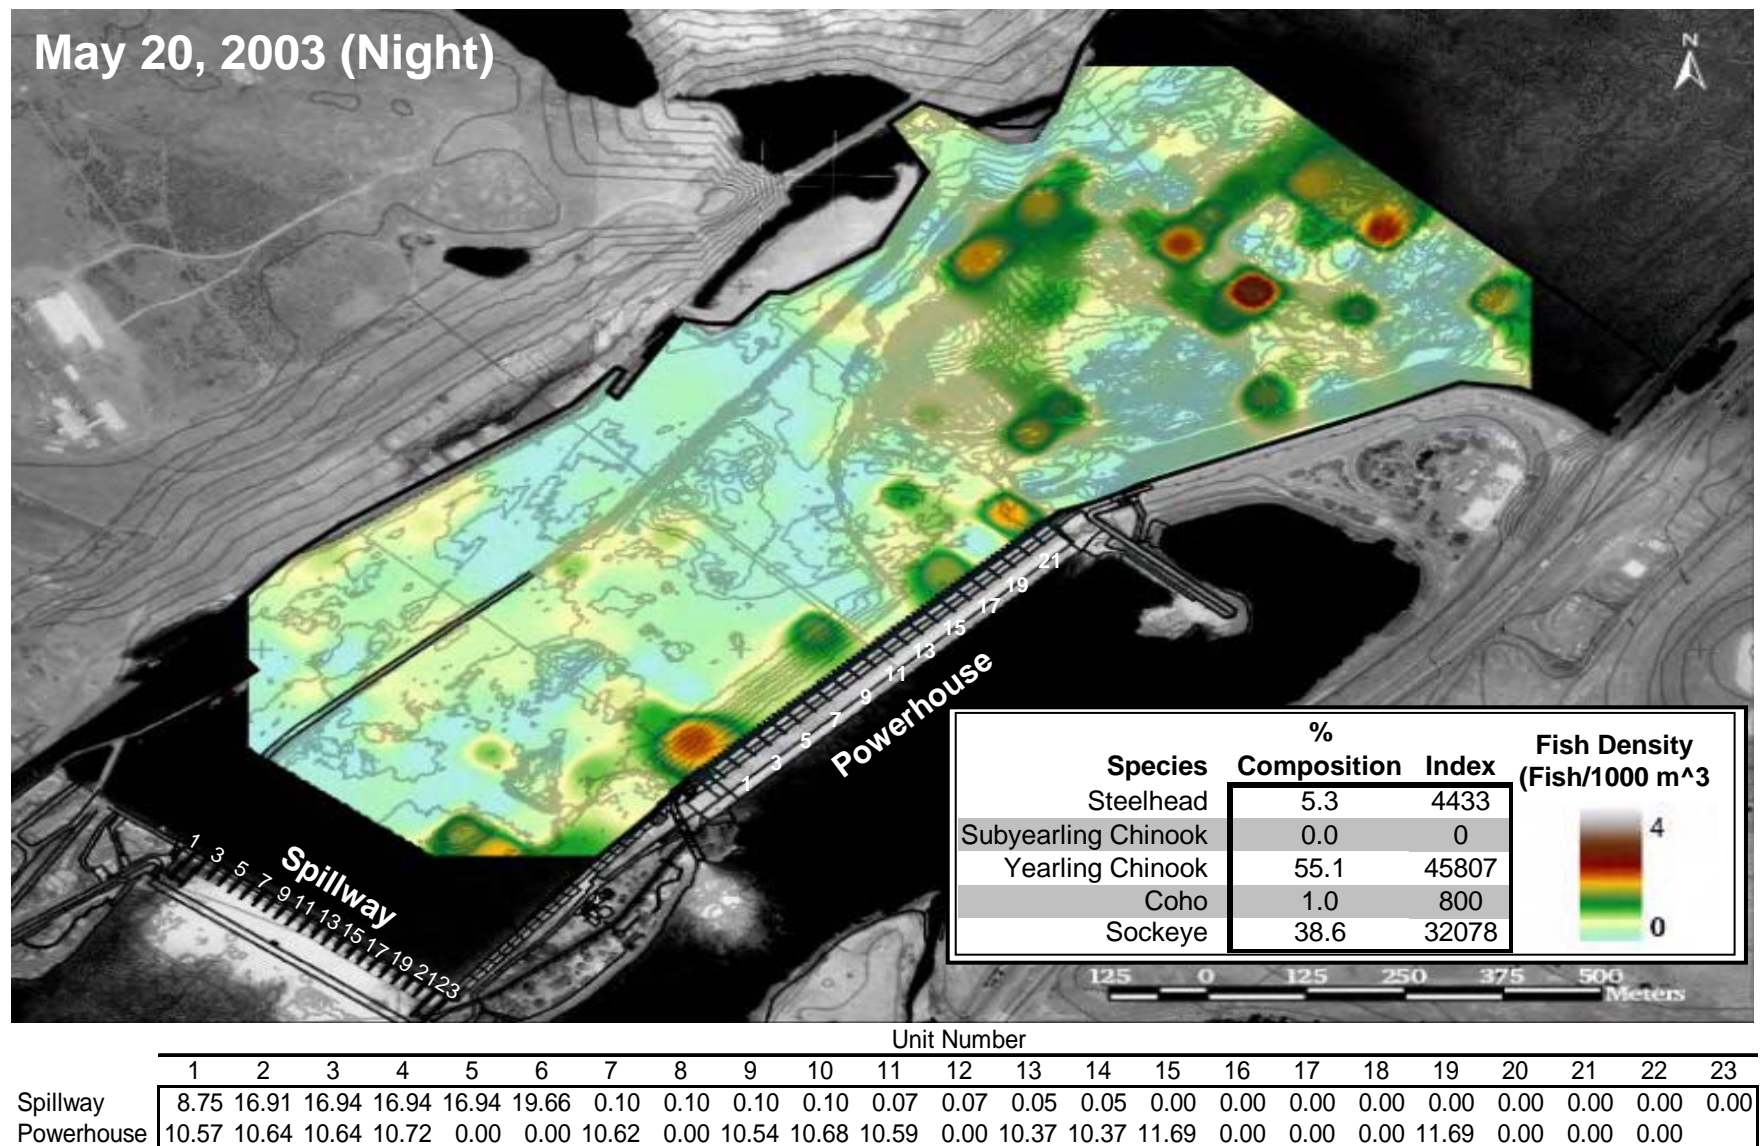 May 20, 2003 (Night)
N
21
19
17
15
13
11
9
7
5
3
1
Powerhouse
Spillway
1 3 5 7 9 11 13 15 17 19 21 23
% Fish Density
Species Composition Index (Fish/1000 m^3
Steelhead 5.3 4433
Subyearling Chinook 0.0 0
Yearling Chinook 55.1 45807
Coho 1.0 800
Sockeye 38.6 32078
4
0
125 0 125 250 375 500
Meters
Unit Number
1 2 3 4 5 6 7 8 9 10 11 12 13 14 15 16 17 18 19 20 21 22 23
Spillway 8.75 16.91 16.94 16.94 16.94 19.66 0.10 0.10 0.10 0.10 0.07 0.07 0.05 0.05 0.00 0.00 0.00 0.00 0.00 0.00 0.00 0.00 0.00
Powerhouse 10.57 10.64 10.64 10.72 0.00 0.00 10.62 0.00 10.54 10.68 10.59 0.00 10.37 10.37 11.69 0.00 0.00 0.00 11.69 0.00 0.00 0.00